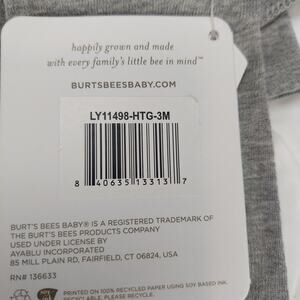 happily grown and made
with every family's little bee in mind™
BURTSBEESBABY.COM
LY11498-HTG-3M
8 40635 13313 7
BURT'S BEES BABY® IS A REGISTERED TRADEMARK OF
THE BURT'S BEES PRODUCTS COMPANY
USED UNDER LICENSE BY
AYABLU INCORPORATED
85 MILL PLAIN RD, FAIRFIELD, CT 06824, USA
RN# 136633
PRINTED ON 100% RECYCLED PAPER USING SOY BASED INK.
RECYCLABLE. PLEASE RECYCLE.